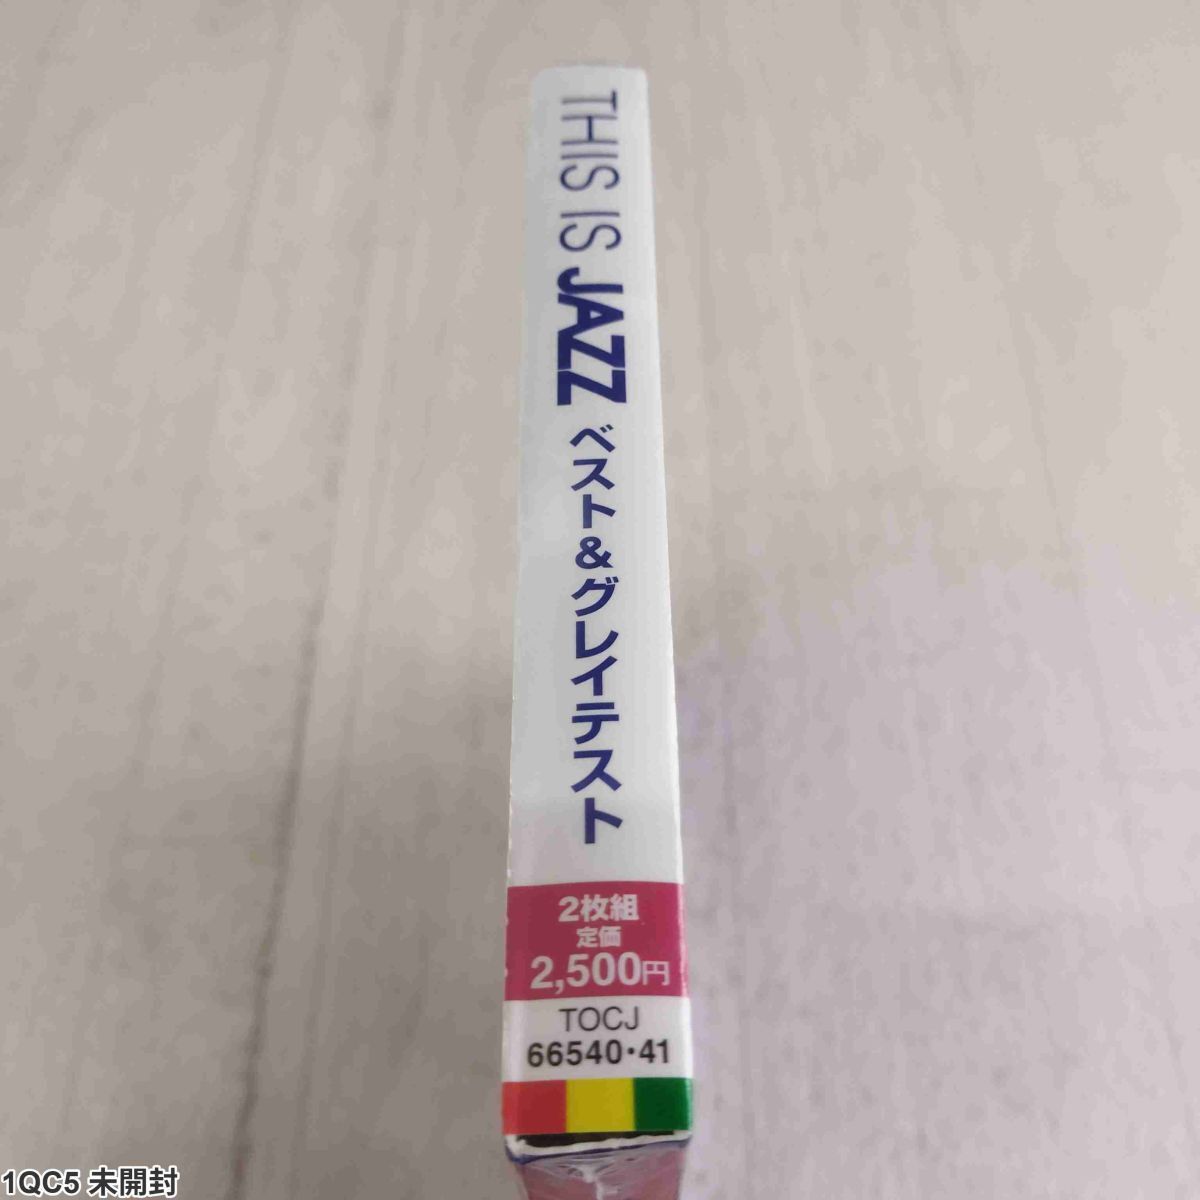 THIS IS JAZZ ベスト&グレイテスト
2枚組
定価
2,500円
TOCJ
66540・41
1QC5 未開封